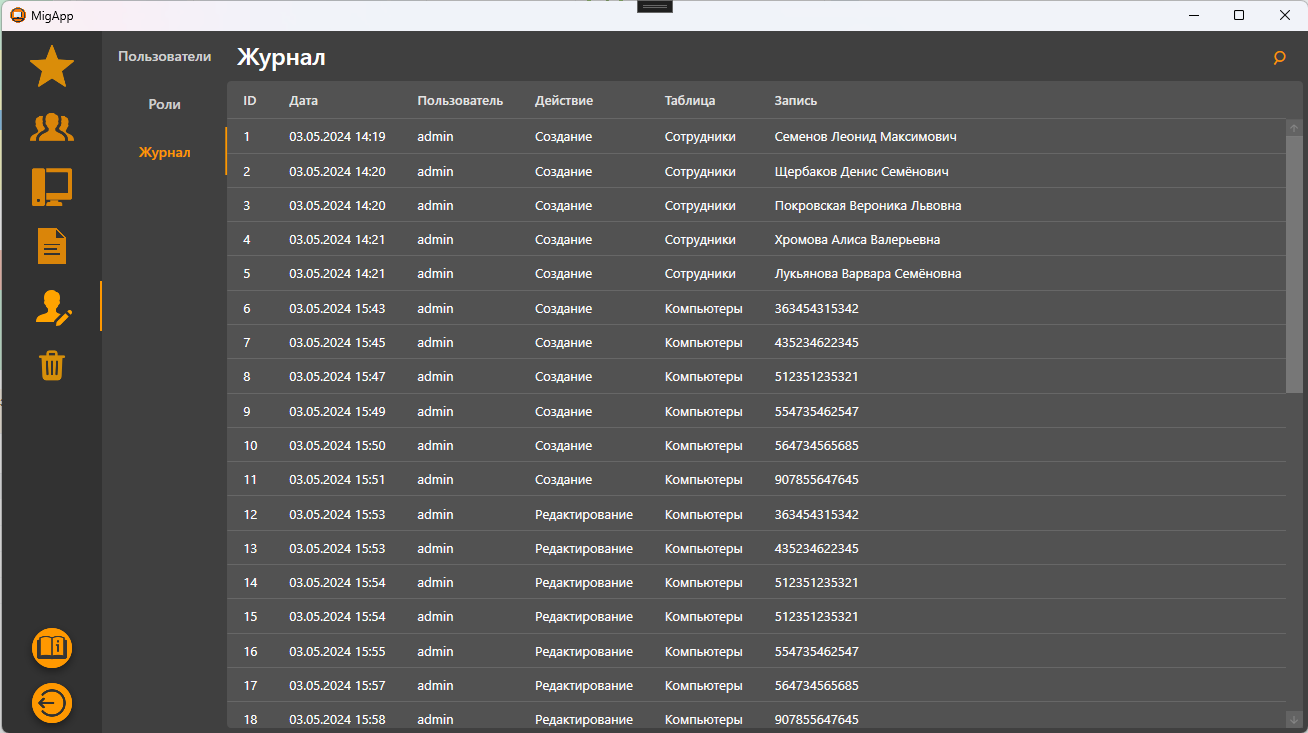 MigApp
Пользователи
Роли
Журнал
Журнал
ID Дата Пользователь Действие Таблица Запись
1 03.05.2024 14:19 admin Создание Сотрудники Семенов Леонид Максимович
2 03.05.2024 14:20 admin Создание Сотрудники Щербаков Денис Семёнович
3 03.05.2024 14:20 admin Создание Сотрудники Покровская Вероника Львовна
4 03.05.2024 14:21 admin Создание Сотрудники Хромова Алиса Валерьевна
5 03.05.2024 14:21 admin Создание Сотрудники Лукьянова Варвара Семёновна
6 03.05.2024 15:43 admin Создание Компьютеры 363454315342
7 03.05.2024 15:45 admin Создание Компьютеры 435234622345
8 03.05.2024 15:47 admin Создание Компьютеры 512351235321
9 03.05.2024 15:49 admin Создание Компьютеры 554735462547
10 03.05.2024 15:50 admin Создание Компьютеры 564734565685
11 03.05.2024 15:51 admin Создание Компьютеры 907855647645
12 03.05.2024 15:53 admin Редактирование Компьютеры 363454315342
13 03.05.2024 15:53 admin Редактирование Компьютеры 435234622345
14 03.05.2024 15:54 admin Редактирование Компьютеры 512351235321
15 03.05.2024 15:54 admin Редактирование Компьютеры 512351235321
16 03.05.2024 15:55 admin Редактирование Компьютеры 554735462547
17 03.05.2024 15:57 admin Редактирование Компьютеры 564734565685
18 03.05.2024 15:58 admin Редактирование Компьютеры 907855647645